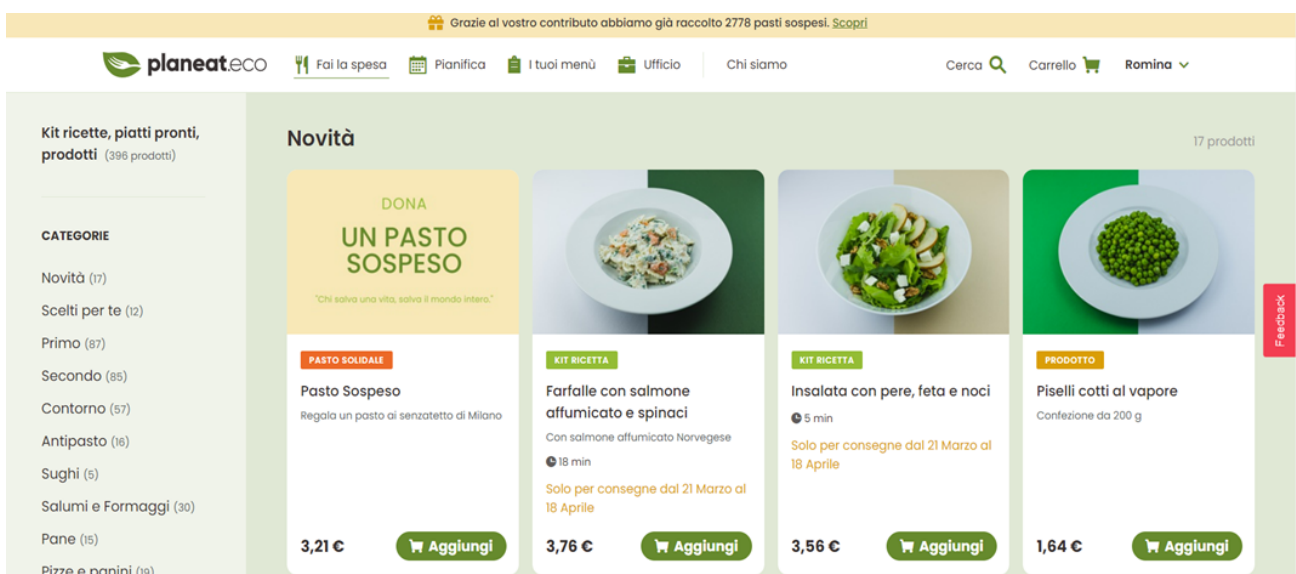 Grazie al vostro contributo abbiamo già raccolto 2778 pasti sospesi. Scopri
planeat.eco
Fai la spesa
Pianifica
I tuoi menù
Ufficio
Chi siamo
Cerca
Carrello
Romina
Kit ricette, piatti pronti,
prodotti (396 prodotti)
CATEGORIE
Novità (17)
Scelti per te (12)
Primo (87)
Secondo (85)
Contorno (57)
Antipasto (16)
Sughi (5)
Salumi e Formaggi (30)
Pane (15)
Pizze e panini (19)
Novità
17 prodotti
DONA
UN PASTO
SOSPESO
"Chi salva una vita, salva il mondo intero."
PASTO SOLIDALE
Pasto Sospeso
Regala un pasto ai senzatetto di Milano
3,21 €
Aggiungi
KIT RICETTA
Farfalle con salmone
affumicato e spinaci
Con salmone affumicato Norvegese
18 min
Solo per consegne dal 21 Marzo al
18 Aprile
3,76 €
Aggiungi
KIT RICETTA
Insalata con pere, feta e noci
5 min
Solo per consegne dal 21 Marzo al
18 Aprile
3,56 €
Aggiungi
PRODOTTO
Piselli cotti al vapore
Confezione da 200 g
1,64 €
Aggiungi
Feedback